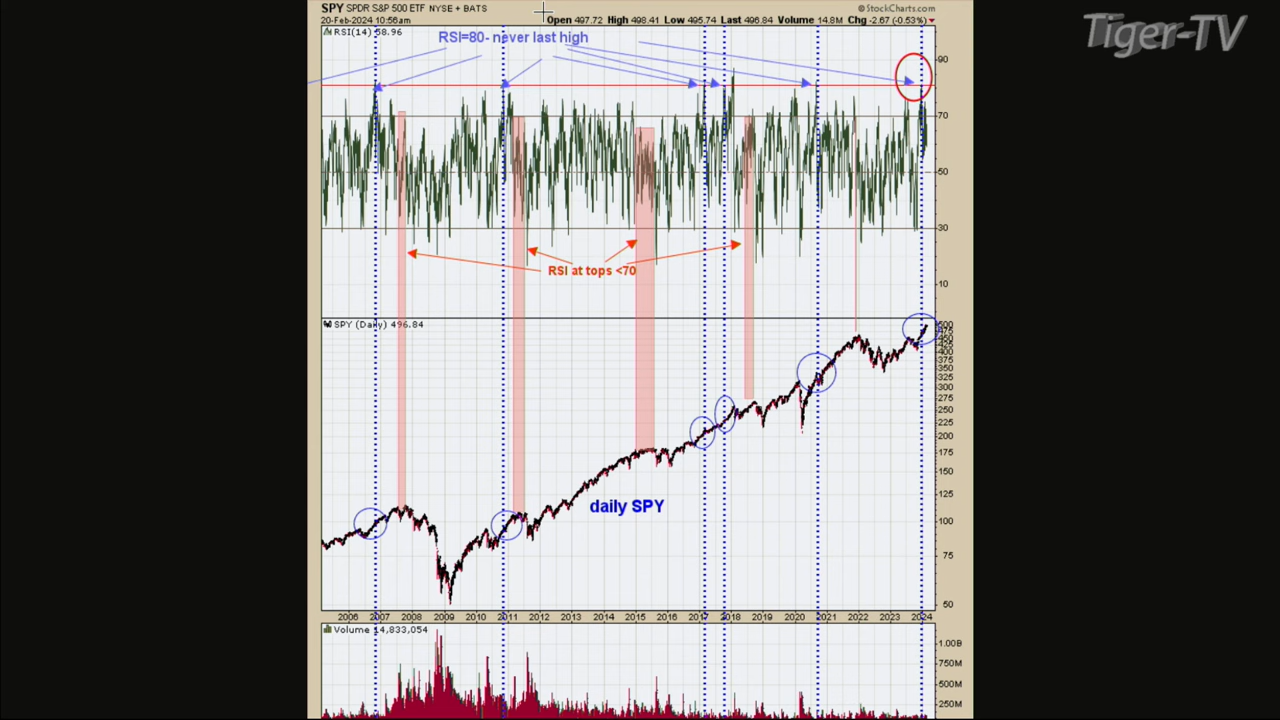 SPY SPDR S&P 500 ETF NYSE + BATS
© StockCharts.com
20-Feb-2024 10:56am
Open 497.72 High 498.41 Low 495.74 Last 496.84 Volume 14.8M Chg -2.67 (-0.53%)
Tiger-TV
RSI(14) 58.96
RSI=80- never last high
90
70
50
30
10
RSI at tops <70
SPY (Daily) 496.84
500
475
450
425
400
375
350
325
300
275
250
225
200
175
150
125
100
75
50
daily SPY
2006 2007 2008 2009 2010 2011 2012 2013 2014 2015 2016 2017 2018 2019 2020 2021 2022 2023 2024
Volume 14,833,054
1.00B
750M
500M
250M